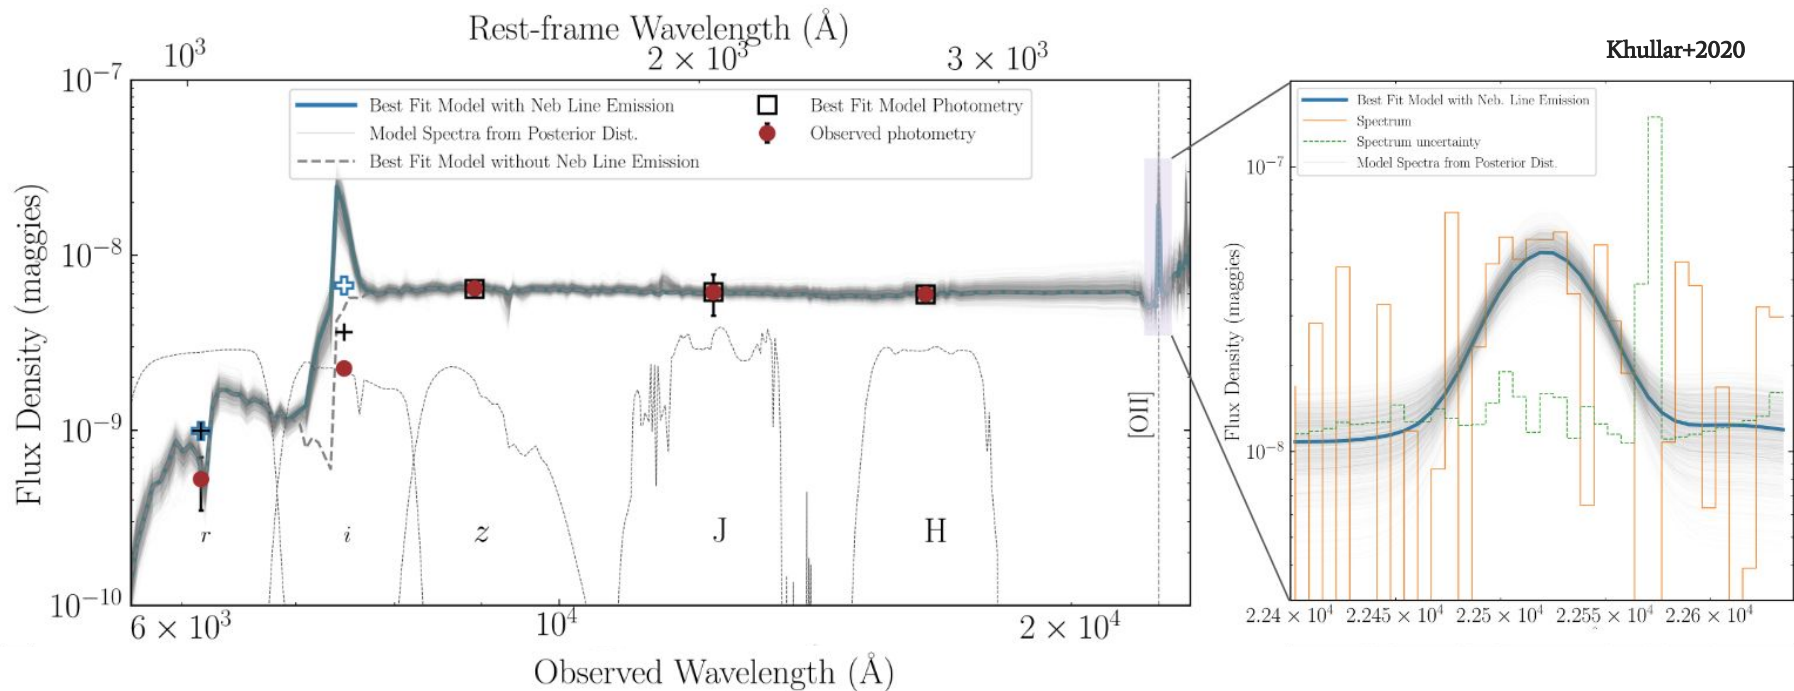 Rest-frame Wavelength (Å)
10³
2 × 10³
3 × 10³
Khullar+2020
10⁻⁷
10⁻⁸
10⁻⁹
10⁻¹⁰
Flux Density (maggies)
Best Fit Model with Neb Line Emission
Model Spectra from Posterior Dist.
Best Fit Model without Neb Line Emission
Best Fit Model Photometry
Observed photometry
r
i
z
J
H
[OII]
6 × 10³
10⁴
2 × 10⁴
Observed Wavelength (Å)
Best Fit Model with Neb. Line Emission
Spectrum
Spectrum uncertainty
Model Spectra from Posterior Dist.
10⁻⁷
10⁻⁸
Flux Density (maggies)
2.24 × 10⁴
2.245 × 10⁴
2.25 × 10⁴
2.255 × 10⁴
2.26 × 10⁴